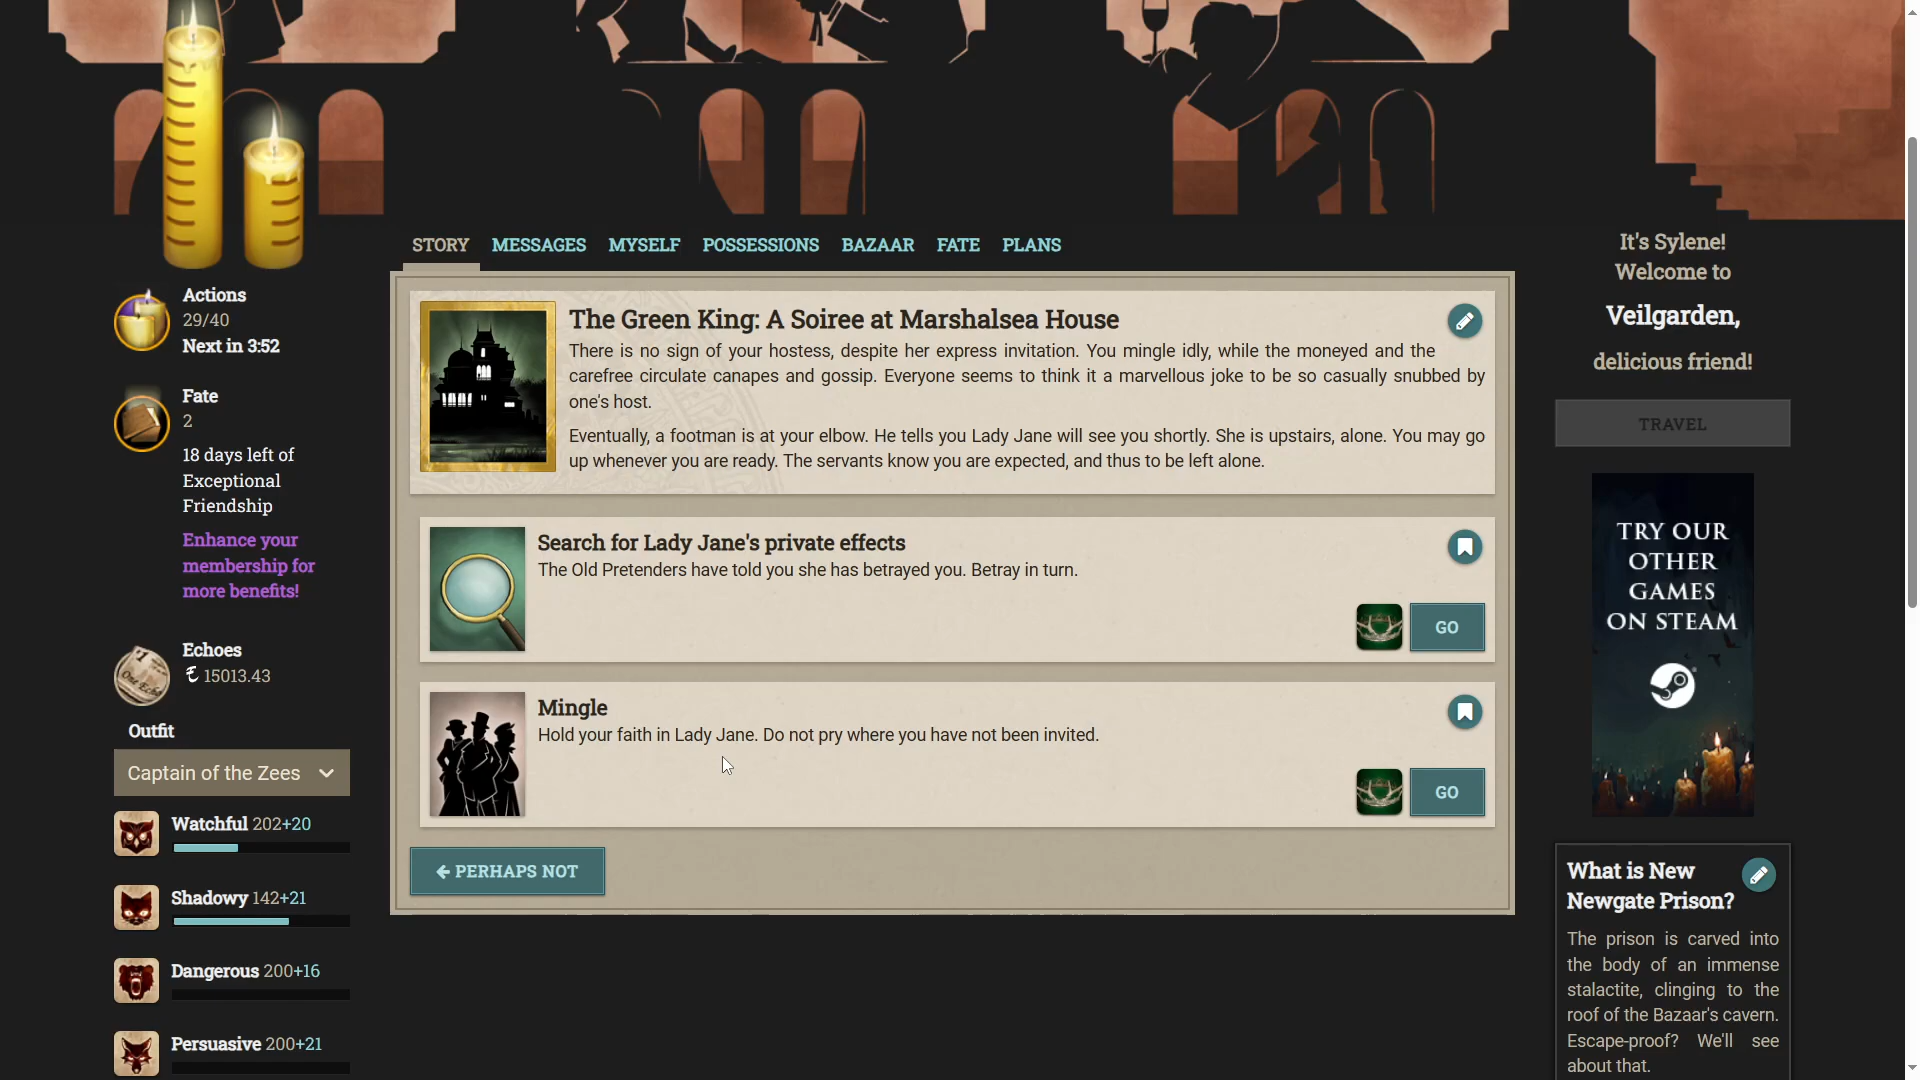 STORY MESSAGES MYSELF POSSESSIONS BAZAAR FATE PLANS
Actions
29/40
Next in 3:52
Fate
2
18 days left of
Exceptional
Friendship
Enhance your
membership for
more benefits!
Echoes
15013.43
Outfit
Captain of the Zees
Watchful 202+20
Shadowy 142+21
Dangerous 200+16
Persuasive 200+21
The Green King: A Soiree at Marshalsea House
There is no sign of your hostess, despite her express invitation. You mingle idly, while the moneyed and the
carefree circulate canapes and gossip. Everyone seems to think it a marvellous joke to be so casually snubbed by
one's host.
Eventually, a footman is at your elbow. He tells you Lady Jane will see you shortly. She is upstairs, alone. You may go
up whenever you are ready. The servants know you are expected, and thus to be left alone.
Search for Lady Jane's private effects
The Old Pretenders have told you she has betrayed you. Betray in turn.
GO
Mingle
Hold your faith in Lady Jane. Do not pry where you have not been invited.
GO
PERHAPS NOT
It's Sylene!
Welcome to
Veilgarden,
delicious friend!
TRAVEL
TRY OUR
OTHER
GAMES
ON STEAM
What is New
Newgate Prison?
The prison is carved into
the body of an immense
stalactite, clinging to the
roof of the Bazaar's cavern.
Escape-proof? We'll see
about that.